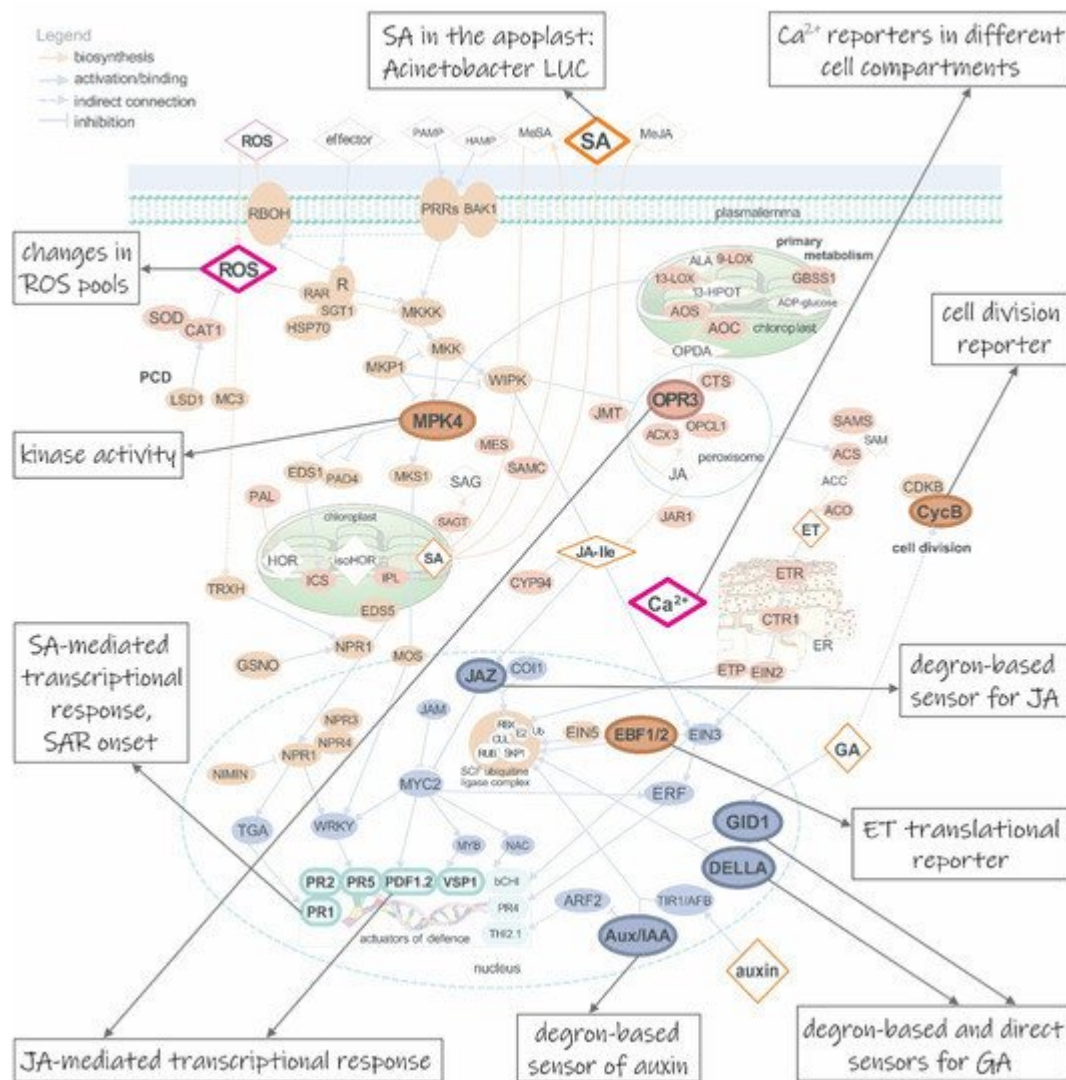 SA in the apoplast:
Acinetobacter LUC
Ca²⁺ reporters in different
cell compartments
Legend
biosynthesis
activation/binding
indirect connection
inhibition
ROS
effector
PAMP
HAMP
MeSA
SA
MeJA
RBOH
PRRs
BAK1
plasmalemma
changes in
ROS pools
ROS
RAR
R
SGT1
HSP70
MKKK
SOD
CAT1
primary
metabolism
ALA
9-LOX
13-LOX
GBSS1
13-HPOT
ADP-glucose
AOS
AOC
chloroplast
OPDA
cell division
reporter
PCD
LSD1
MC3
MKP1
MKK
WIPK
MPK4
kinase activity
OPR3
CTS
JMT
ACX3
OPCL1
peroxisome
JA
SAMS
SAM
ACS
ACC
ACO
CDKB
CycB
cell division
MES
SAMC
EDS1
PAD4
MKS1
SAG
PAL
SAGT
chloroplast
HOR
isoHOR
SA
ICS
IPL
JAR1
JA-Ile
CYP94
ET
ETR
CTR1
ER
ETP
EIN2
Ca²⁺
TRXH
EDS5
SA-mediated
transcriptional
response,
SAR onset
GSNO
NPR1
MOS
JAZ
COI1
degron-based
sensor for JA
JAM
RBX
CUL
E2
Ub
RUB
SKP1
SCF ubiquitine
ligase complex
EIN5
EBF1/2
EIN3
GA
NPR3
NPR4
NPR1
NIMIN
MYC2
ERF
TGA
WRKY
MYB
NAC
GID1
ET translational
reporter
DELLA
PR2
PR5
PDF1.2
VSP1
bCHI
PR1
PR4
THI2.1
actuators of defence
ARF2
TIR1/AFB
Aux/IAA
nucleus
auxin
JA-mediated transcriptional response
degron-based
sensor of auxin
degron-based and direct
sensors for GA